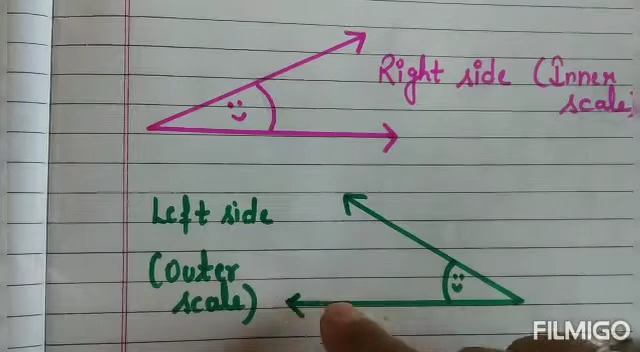 Right side (Inner
scale)
Left side
(Outer
scale)
FILMIGO